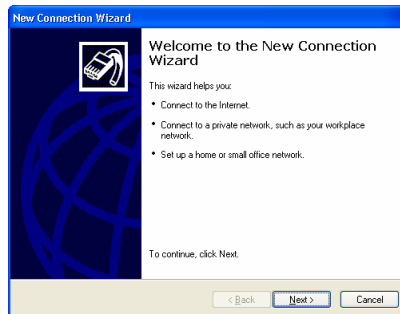 New Connection Wizard
Welcome to the New Connection
Wizard
This wizard helps you:
• Connect to the Internet.
• Connect to a private network, such as your workplace
network.
• Set up a home or small office network.
To continue, click Next.
< Back Next > Cancel